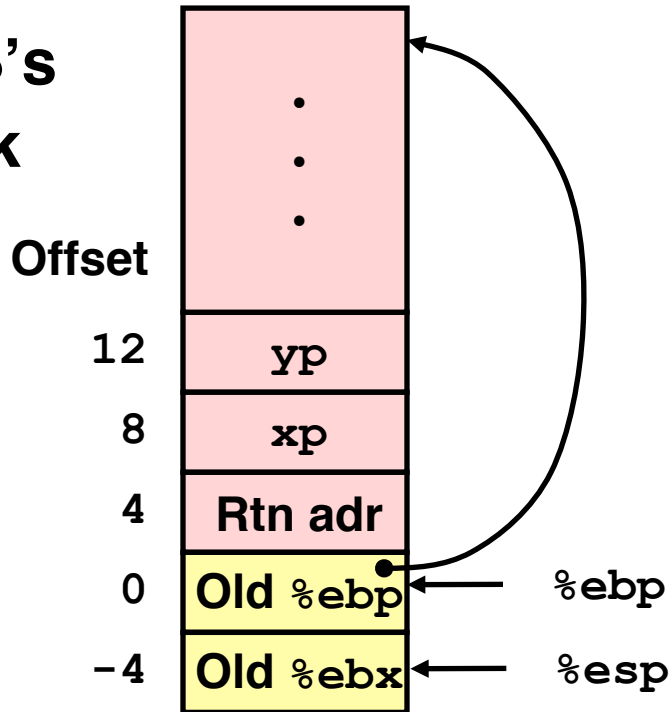 ’s
k
Offset
12 yp
8 xp
4 Rtn adr
0 Old %ebp %ebp
-4 Old %ebx %esp